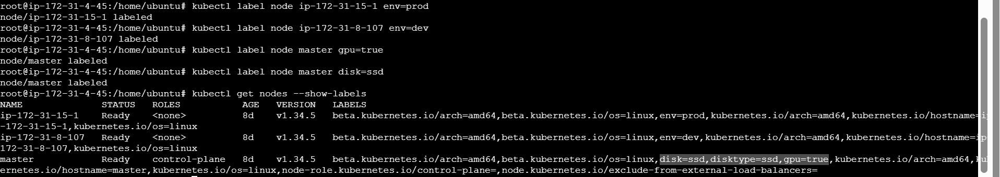 root@ip-172-31-4-45:/home/ubuntu# kubectl label node ip-172-31-15-1 env=prod
node/ip-172-31-15-1 labeled
root@ip-172-31-4-45:/home/ubuntu# kubectl label node ip-172-31-8-107 env=dev
node/ip-172-31-8-107 labeled
root@ip-172-31-4-45:/home/ubuntu# kubectl label node master gpu=true
node/master labeled
root@ip-172-31-4-45:/home/ubuntu# kubectl label node master disk=ssd
node/master labeled
root@ip-172-31-4-45:/home/ubuntu# kubectl get nodes --show-labels
NAME              STATUS   ROLES           AGE   VERSION   LABELS
ip-172-31-15-1    Ready    <none>          8d    v1.34.5   beta.kubernetes.io/arch=amd64,beta.kubernetes.io/os=linux,env=prod,kubernetes.io/arch=amd64,kubernetes.io/hostname=ip
-172-31-15-1,kubernetes.io/os=linux
ip-172-31-8-107   Ready    <none>          8d    v1.34.5   beta.kubernetes.io/arch=amd64,beta.kubernetes.io/os=linux,env=dev,kubernetes.io/arch=amd64,kubernetes.io/hostname=ip-
172-31-8-107,kubernetes.io/os=linux
master            Ready    control-plane   8d    v1.34.5   beta.kubernetes.io/arch=amd64,beta.kubernetes.io/os=linux,disk=ssd,disktype=ssd,gpu=true,kubernetes.io/arch=amd64,kub
ernetes.io/hostname=master,kubernetes.io/os=linux,node-role.kubernetes.io/control-plane=,node.kubernetes.io/exclude-from-external-load-balancers=